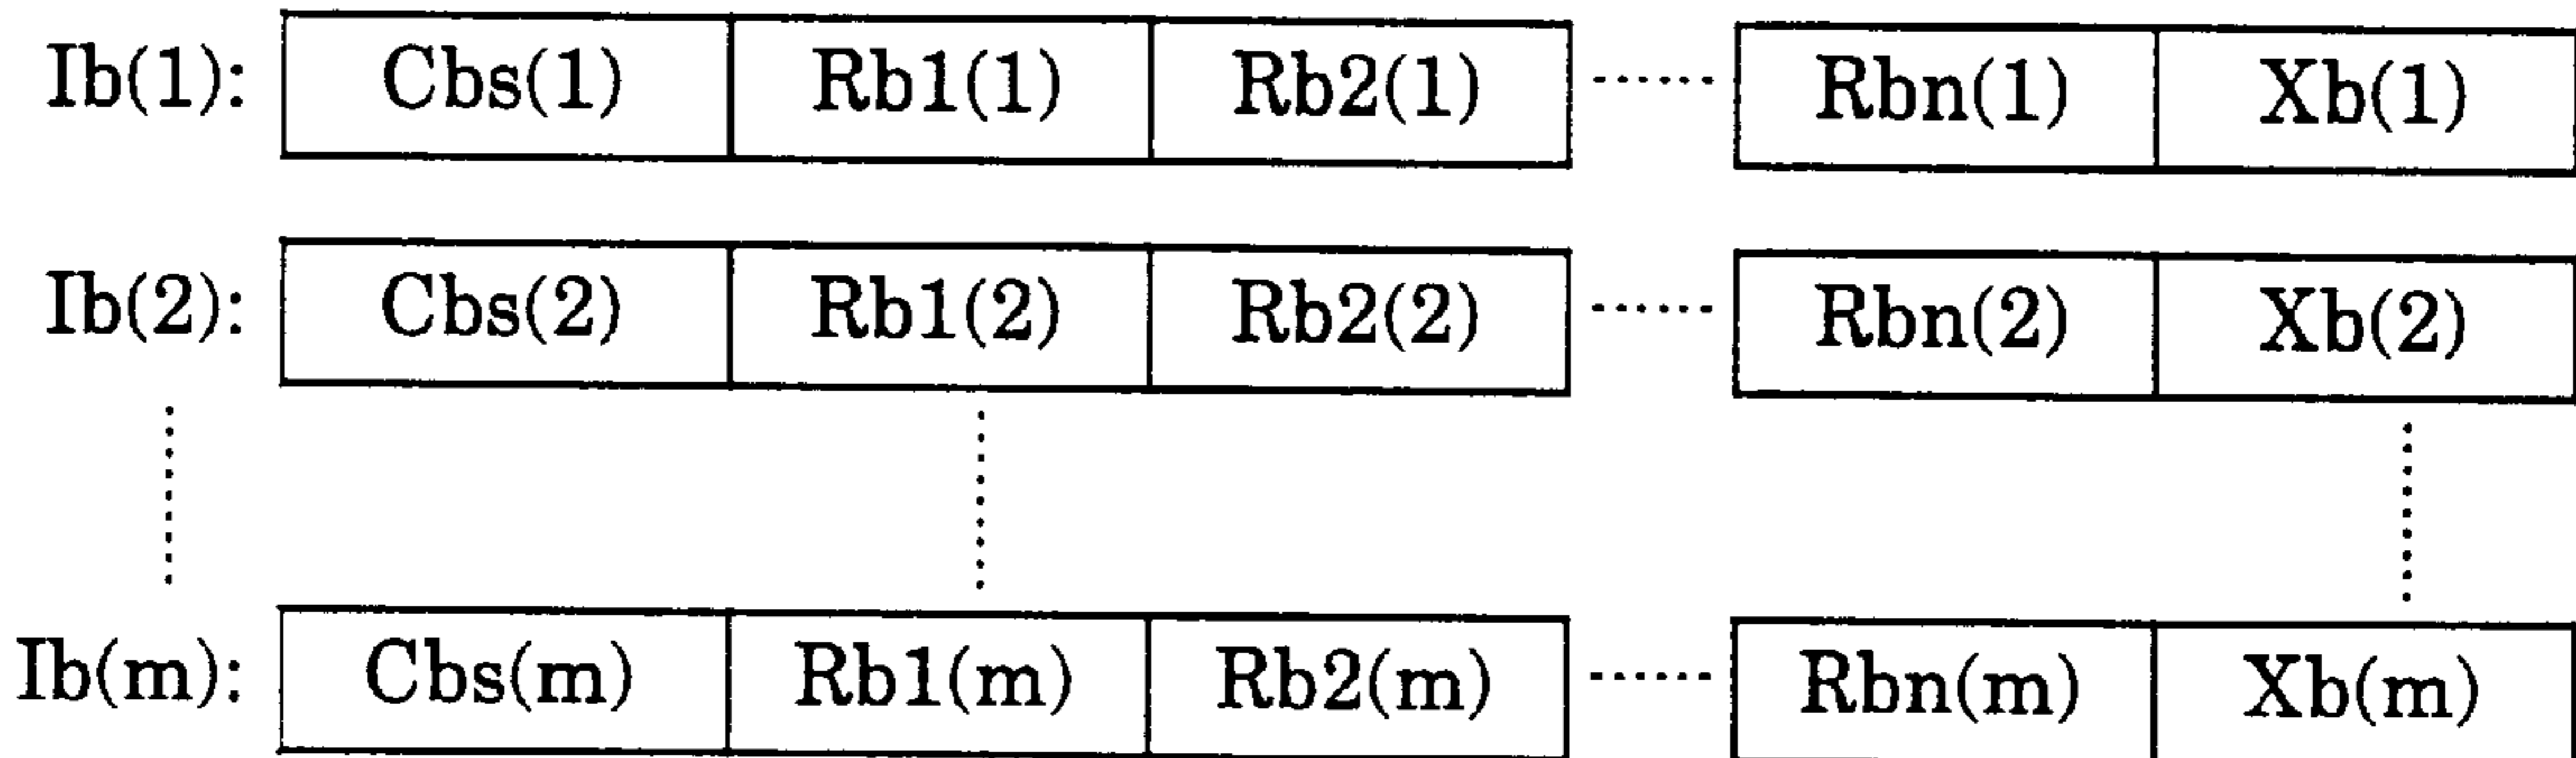 Ib(1): Cbs(1) Rb1(1) Rb2(1) ...... Rbn(1) Xb(1)
Ib(2): Cbs(2) Rb1(2) Rb2(2) ...... Rbn(2) Xb(2)
Ib(m): Cbs(m) Rb1(m) Rb2(m) ...... Rbn(m) Xb(m)